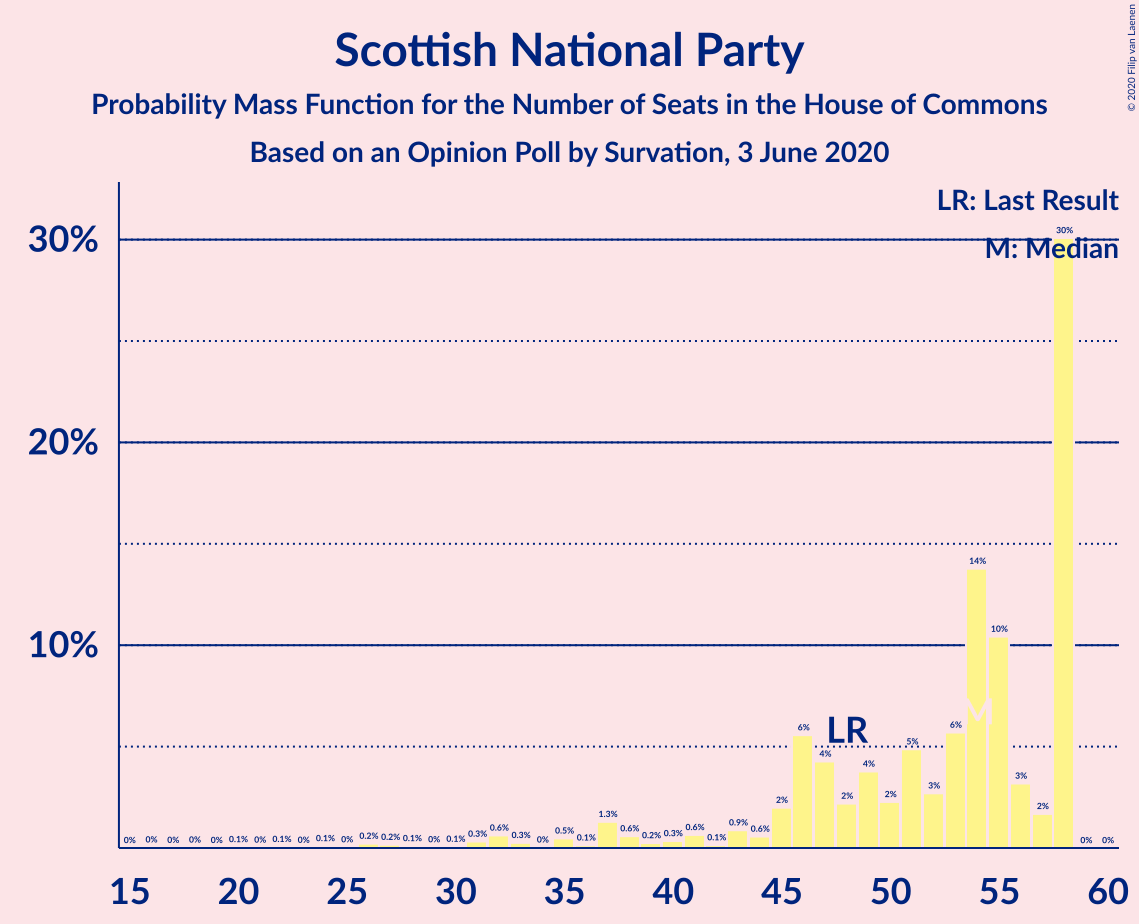 Scottish National Party
Probability Mass Function for the Number of Seats in the House of Commons
Based on an Opinion Poll by Survation, 3 June 2020
© 2020 Filip van Laenen
LR: Last Result
M: Median
30%
20%
10%
0% 0% 0% 0% 0% 0.1% 0% 0.1% 0% 0.1% 0% 0.2% 0.2% 0.1% 0% 0.1% 0.3% 0.6% 0.3% 0% 0.5% 0.1% 1.3% 0.6% 0.2% 0.3% 0.6% 0.1% 0.9% 0.6% 2% 6% 4% 2% 4% 2% 5% 3% 6% 14% 10% 3% 2% 30% 0% 0%
LR
M
15 20 25 30 35 40 45 50 55 60